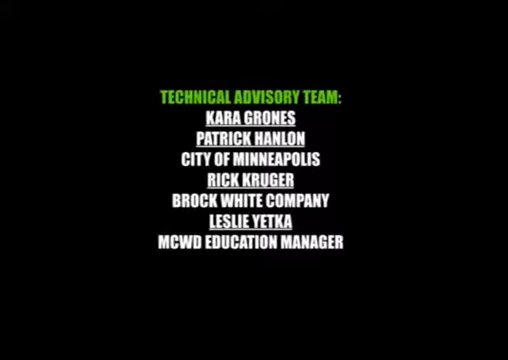 TECHNICAL ADVISORY TEAM:
KARA GRONES
PATRICK HANLON
CITY OF MINNEAPOLIS
RICK KRUGER
BROCK WHITE COMPANY
LESLIE YETKA
MCWD EDUCATION MANAGER